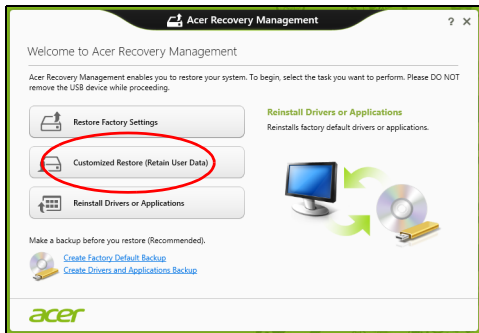 Acer Recovery Management
? X
Welcome to Acer Recovery Management
Acer Recovery Management enables you to restore your system. To begin, select the task you want to perform. Please DO NOT
remove the USB device while proceeding.
Restore Factory Settings
Customized Restore (Retain User Data)
Reinstall Drivers or Applications
Reinstall Drivers or Applications
Reinstalls factory default drivers or applications.
Make a backup before you restore (Recommended).
Create Factory Default Backup
Create Drivers and Applications Backup
acer